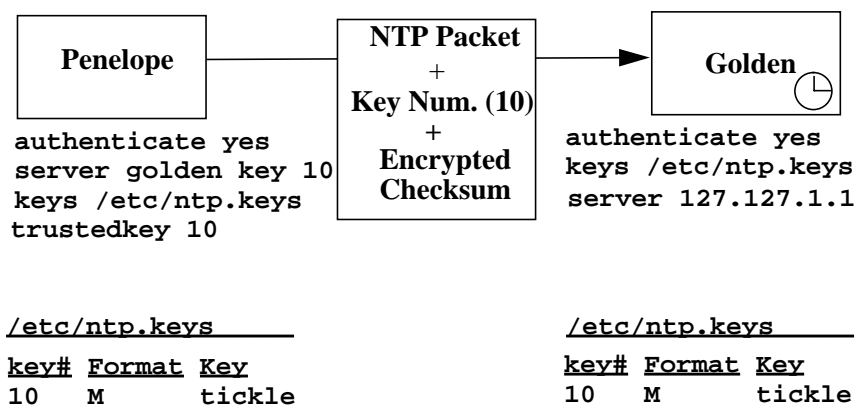 Penelope
authenticate yes
server golden key 10
keys /etc/ntp.keys
trustedkey 10
NTP Packet
+
Key Num. (10)
+
Encrypted
Checksum
Golden
authenticate yes
keys /etc/ntp.keys
server 127.127.1.1
/etc/ntp.keys
key# Format Key
10 M tickle
/etc/ntp.keys
key# Format Key
10 M tickle